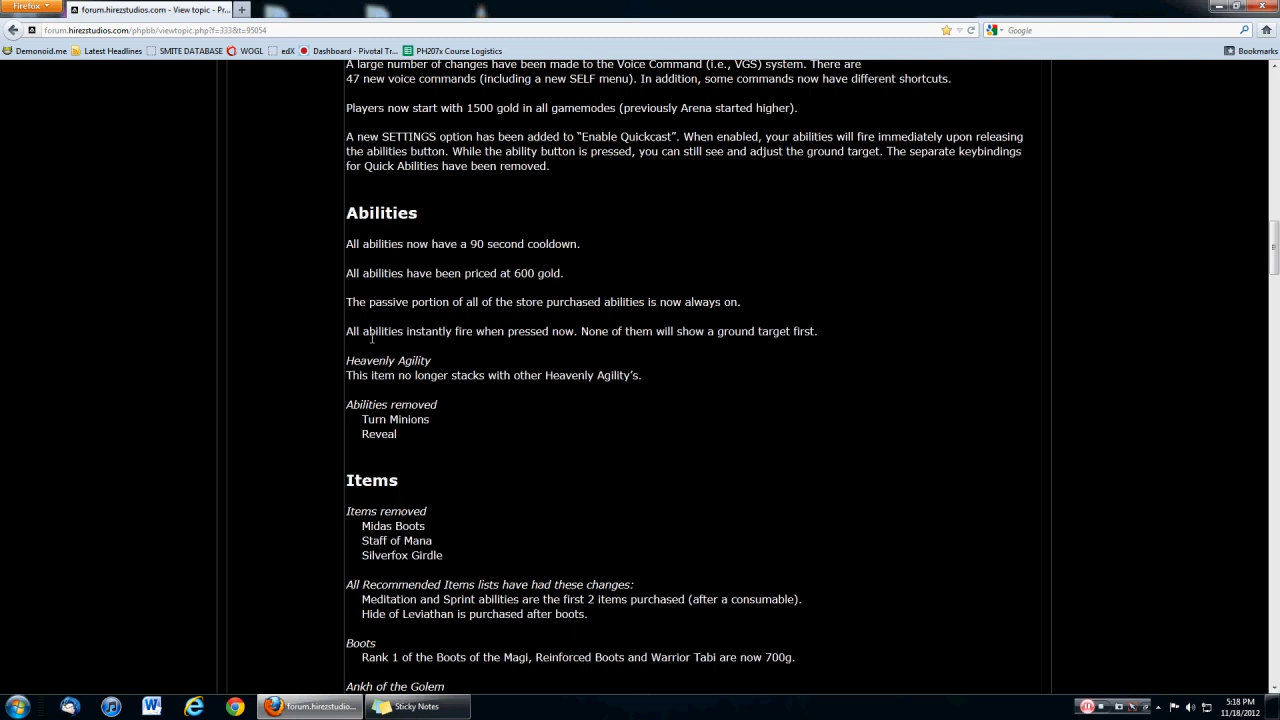 Firefox
forum.hirezstudios.com - View topic - Pr...
forum.hirezstudios.com/phpbb/viewtopic.php?f=333&t=95054
Google
Demonoid.me Latest Headlines SMITE DATABASE WOGL edX Dashboard - Pivotal Tr... PH207x Course Logistics Bookmarks
A large number of changes have been made to the Voice Command (i.e., VGS) system. There are
47 new voice commands (including a new SELF menu). In addition, some commands now have different shortcuts.
Players now start with 1500 gold in all gamemodes (previously Arena started higher).
A new SETTINGS option has been added to “Enable Quickcast”. When enabled, your abilities will fire immediately upon releasing
the abilities button. While the ability button is pressed, you can still see and adjust the ground target. The separate keybindings
for Quick Abilities have been removed.
Abilities
All abilities now have a 90 second cooldown.
All abilities have been priced at 600 gold.
The passive portion of all of the store purchased abilities is now always on.
All abilities instantly fire when pressed now. None of them will show a ground target first.
Heavenly Agility
This item no longer stacks with other Heavenly Agility’s.
Abilities removed
Turn Minions
Reveal
Items
Items removed
Midas Boots
Staff of Mana
Silverfox Girdle
All Recommended Items lists have had these changes:
Meditation and Sprint abilities are the first 2 items purchased (after a consumable).
Hide of Leviathan is purchased after boots.
Boots
Rank 1 of the Boots of the Magi, Reinforced Boots and Warrior Tabi are now 700g.
Ankh of the Golem
forum.hirezstudio... Sticky Notes
5:18 PM
11/18/2012